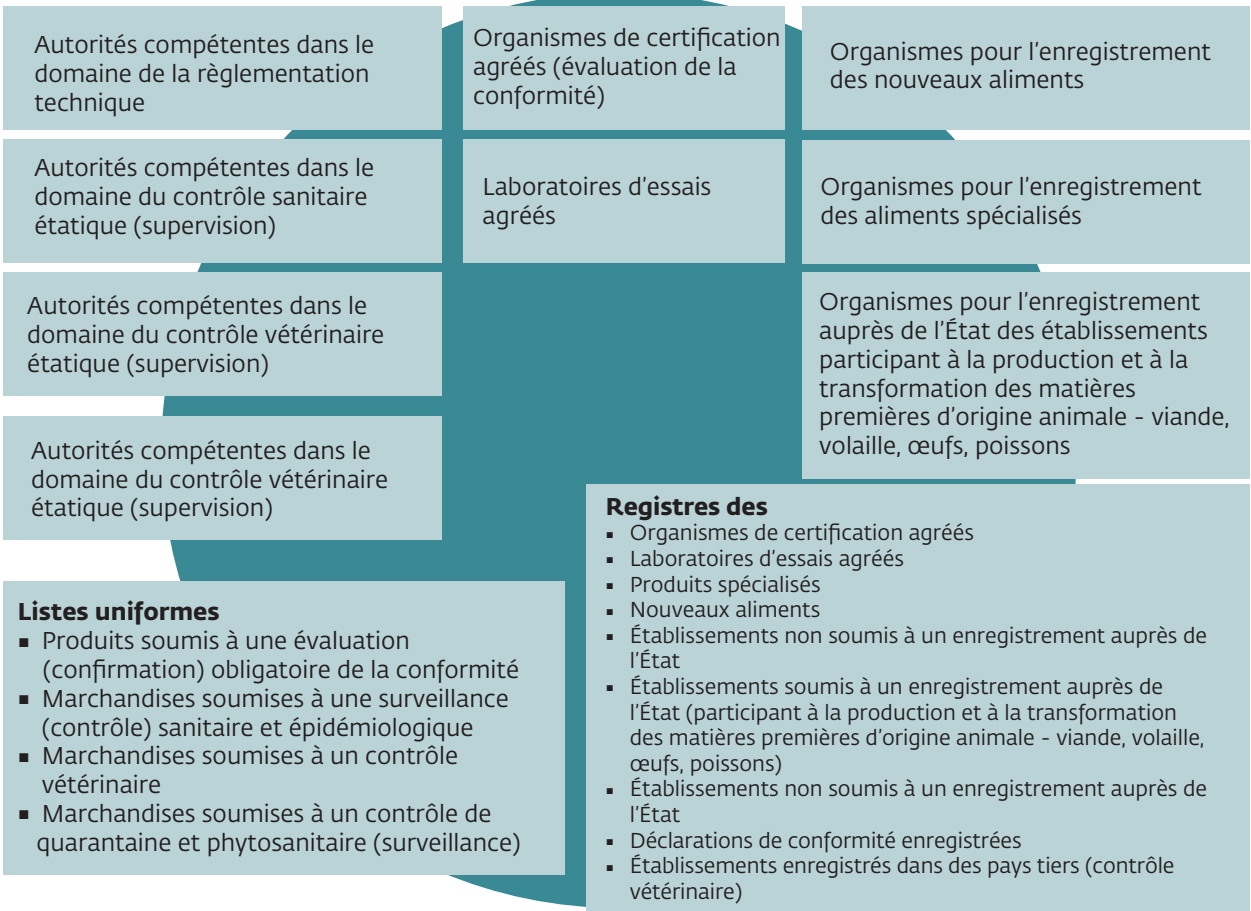 Autorités compétentes dans le
domaine de la règlementation
technique
Organismes de certification
agréés (évaluation de la
conformité)
Organismes pour l'enregistrement
des nouveaux aliments
Autorités compétentes dans le
domaine du contrôle sanitaire
étatique (supervision)
Laboratoires d'essais
agréés
Organismes pour l'enregistrement
des aliments spécialisés
Autorités compétentes dans le
domaine du contrôle vétérinaire
étatique (supervision)
Organismes pour l'enregistrement
auprès de l'État des établissements
participant à la production et à la
transformation des matières
premières d'origine animale - viande,
volaille, œufs, poissons
Autorités compétentes dans le
domaine du contrôle vétérinaire
étatique (supervision)
Listes uniformes
▪ Produits soumis à une évaluation
(confirmation) obligatoire de la conformité
▪ Marchandises soumises à une surveillance
(contrôle) sanitaire et épidémiologique
▪ Marchandises soumises à un contrôle
vétérinaire
▪ Marchandises soumises à un contrôle de
quarantaine et phytosanitaire (surveillance)
Registres des
▪ Organismes de certification agréés
▪ Laboratoires d'essais agréés
▪ Produits spécialisés
▪ Nouveaux aliments
▪ Établissements non soumis à un enregistrement auprès de
l'État
▪ Établissements soumis à un enregistrement auprès de
l'État (participant à la production et à la transformation
des matières premières d'origine animale - viande, volaille,
œufs, poissons)
▪ Établissements non soumis à un enregistrement auprès de
l'État
▪ Déclarations de conformité enregistrées
▪ Établissements enregistrés dans des pays tiers (contrôle
vétérinaire)